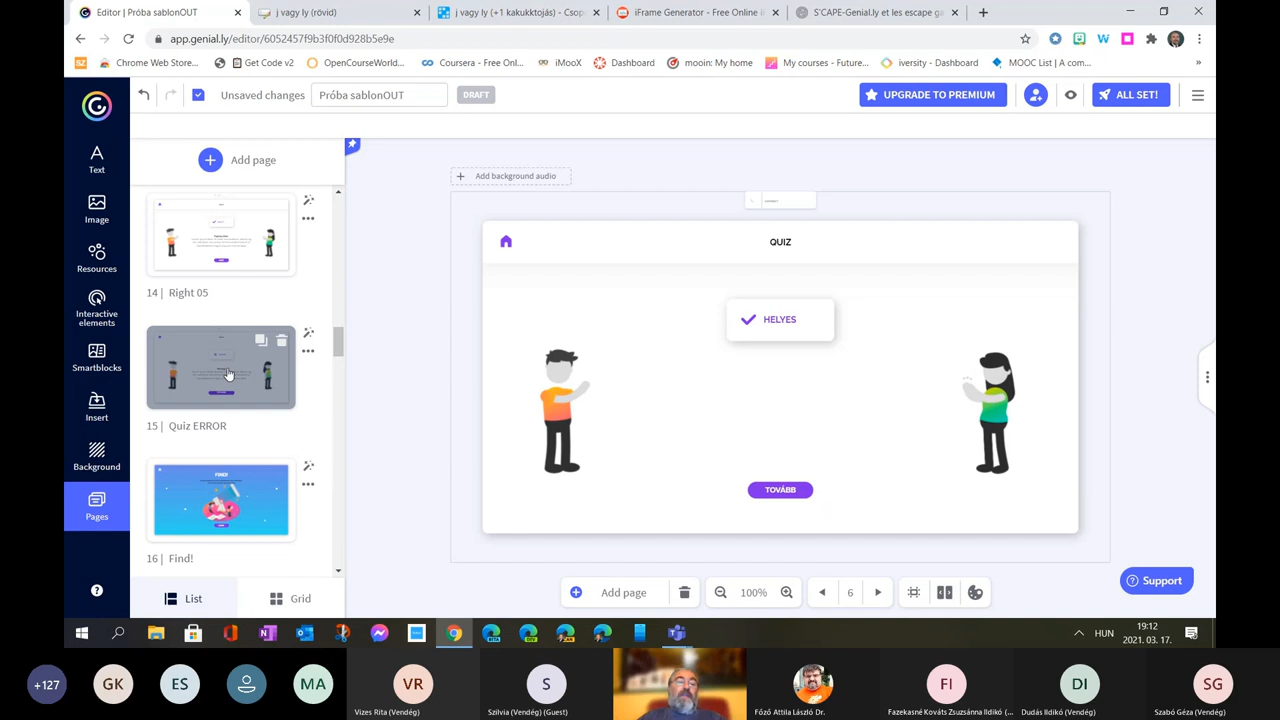 Editor | Próba sablonOUT
j vagy ly (rövid)
j vagy ly (+1 kakukktojás) - Csop
iFrame Generator - Free Online i
S'CAPE-Genial.ly et les escape ga
app.genial.ly/editor/6052457f9b3f0f0d928b5e9e
Chrome Web Store...
Get Code v2
OpenCourseWorl...
Coursera - Free Onl...
iMooX
Dashboard
mooin: My home
My courses - Future...
iversity - Dashboard
MOOC List | A com...
Unsaved changes
Próba sablonOUT
DRAFT
UPGRADE TO PREMIUM
ALL SET!
Text
Image
Resources
Interactive
elements
Smartblocks
Insert
Background
Pages
Add page
14 | Right 05
15 | Quiz ERROR
FIND!
16 | Find!
List
Grid
Add background audio
QUIZ
HELYES
TOVÁBB
Add page
100%
6
Support
HUN
19:12
2021. 03. 17.
+127
GK
ES
MA
VR
Vizes Rita (Vendég)
S
Szilvia (Vendég) (Guest)
Főző Attila László Dr.
FI
Fazekasné Kováts Zsuzsánna Ildikó (...
DI
Dudás Ildikó (Vendég)
SG
Szabó Géza (Vendég)